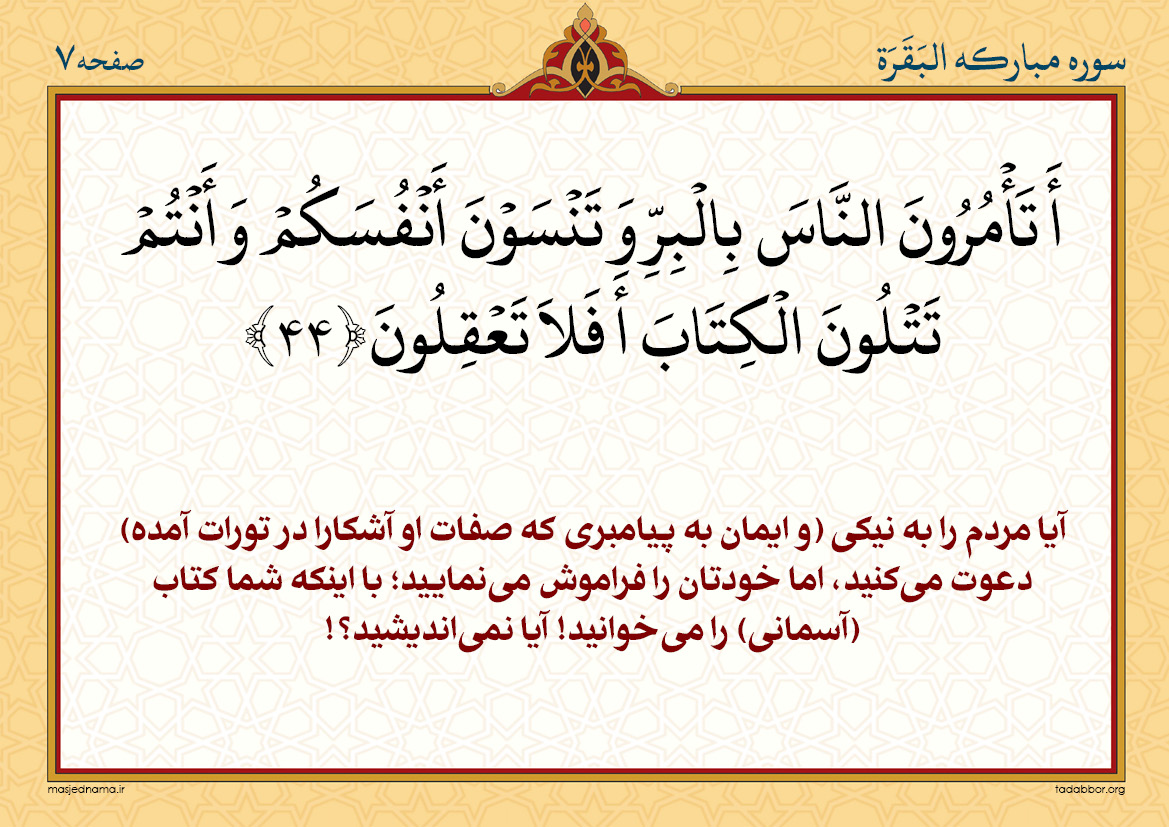 سوره مبارکه البَقَرَة
صفحه۷
أَ تَأْمُرُونَ النَّاسَ بِالْبِرِّ وَ تَنْسَوْنَ أَنْفُسَكُمْ وَ أَنْتُمْ
تَتْلُونَ الْكِتَابَ أَ فَلاَ تَعْقِلُونَ ﴿۴۴﴾
آیا مردم را به نیکی (و ایمان به پیامبری که صفات او آشکارا در تورات آمده)
دعوت می‌کنید، اما خودتان را فراموش می‌نمایید؛ با اینکه شما کتاب
(آسمانی) را می‌خوانید! آیا نمی‌اندیشید؟!
masjednama.ir
tadabbor.org